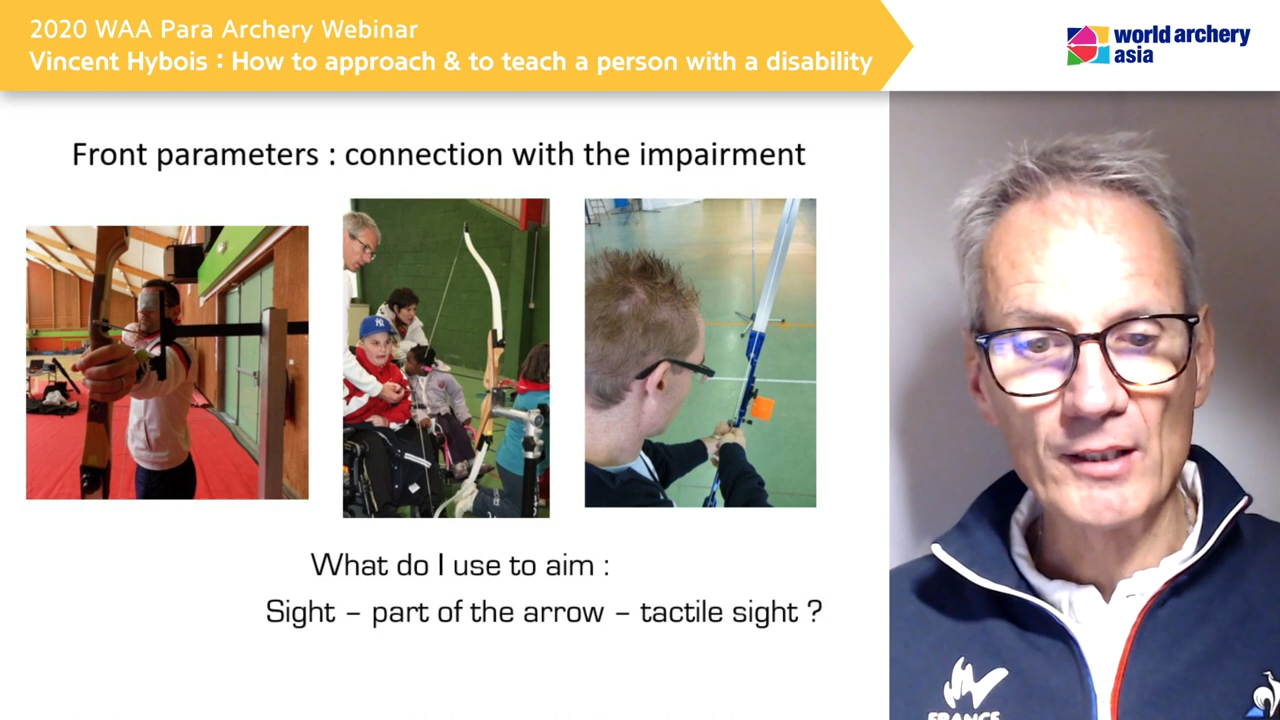 2020 WAA Para Archery Webinar
Vincent Hybois : How to approach & to teach a person with a disability
world archery
asia
Front parameters : connection with the impairment
What do I use to aim :
Sight – part of the arrow – tactile sight ?
FRANCE